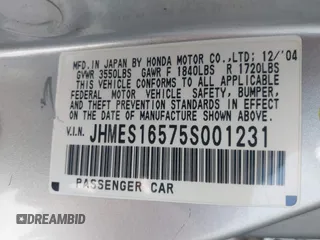 MFD.IN JAPAN BY HONDA MOTOR CO.,LTD; 12/'04
GVWR 3550LBS GAWR F 1840LBS R 1720LBS
THIS VEHICLE CONFORMS TO ALL APPLICABLE
FEDERAL MOTOR VEHICLE SAFETY, BUMPER,
AND THEFT PREVENTION STANDARDS IN EFFECT
ON THE DATE OF MANUFACTURE SHOWN ABOVE.
V.I.N. JHMES16575S001231
PASSENGER CAR
© DREAMBID
dreambid.com